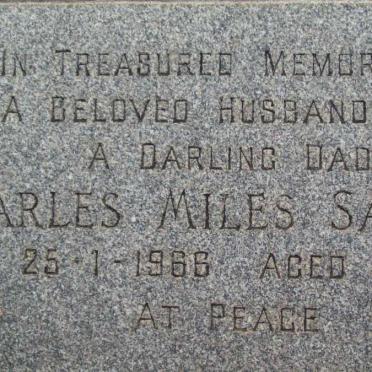 IN TREASURED MEMOR
A BELOVED HUSBAND
A DARLING DAD
ARLES MILES SA
25-1-1966 AGED
AT PEACE